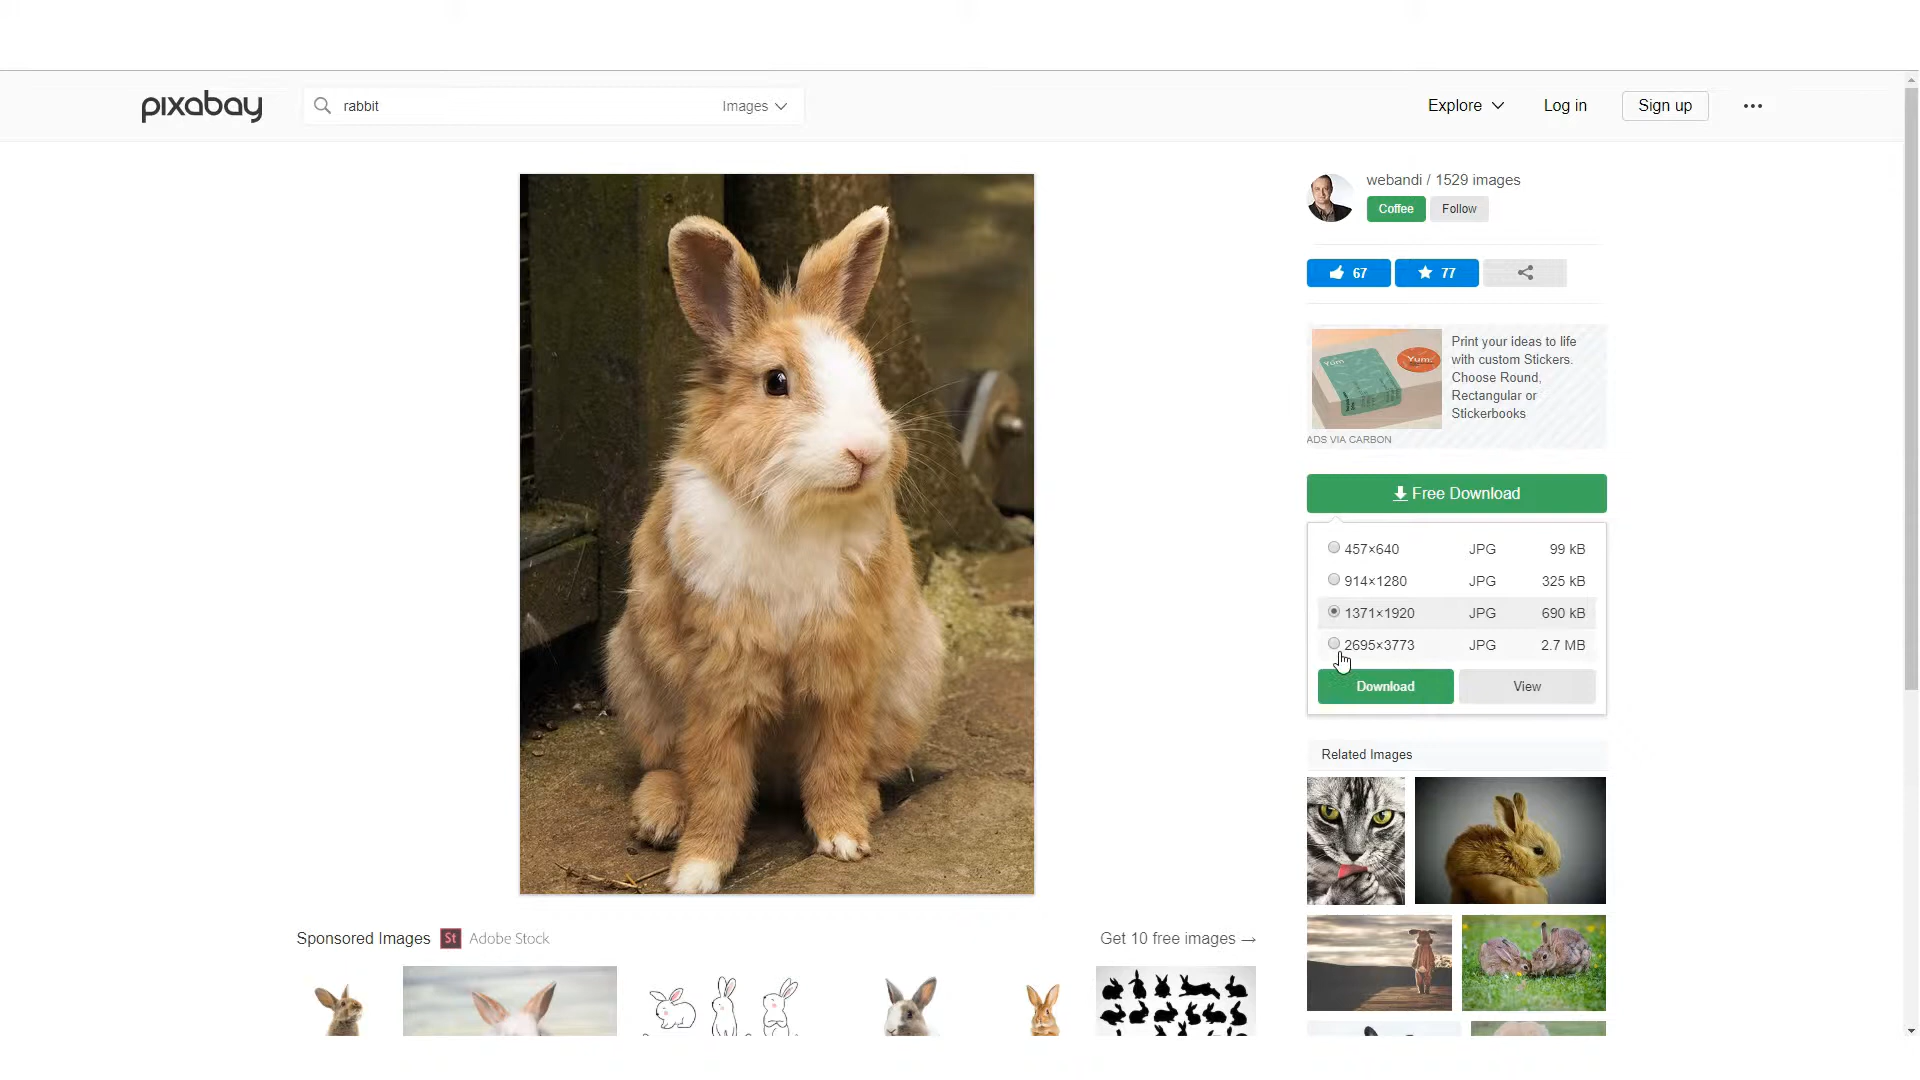 pixabay
rabbit
Images
Explore
Log in
Sign up
webandi / 1529 images
Coffee
Follow
67
77
Yum
Yum.
Print your ideas to life
with custom Stickers.
Choose Round,
Rectangular or
Stickerbooks
ADS VIA CARBON
Free Download
457×640 JPG 99 kB
914×1280 JPG 325 kB
1371×1920 JPG 690 kB
2695×3773 JPG 2.7 MB
Download
View
Related Images
Sponsored Images St Adobe Stock
Get 10 free images →